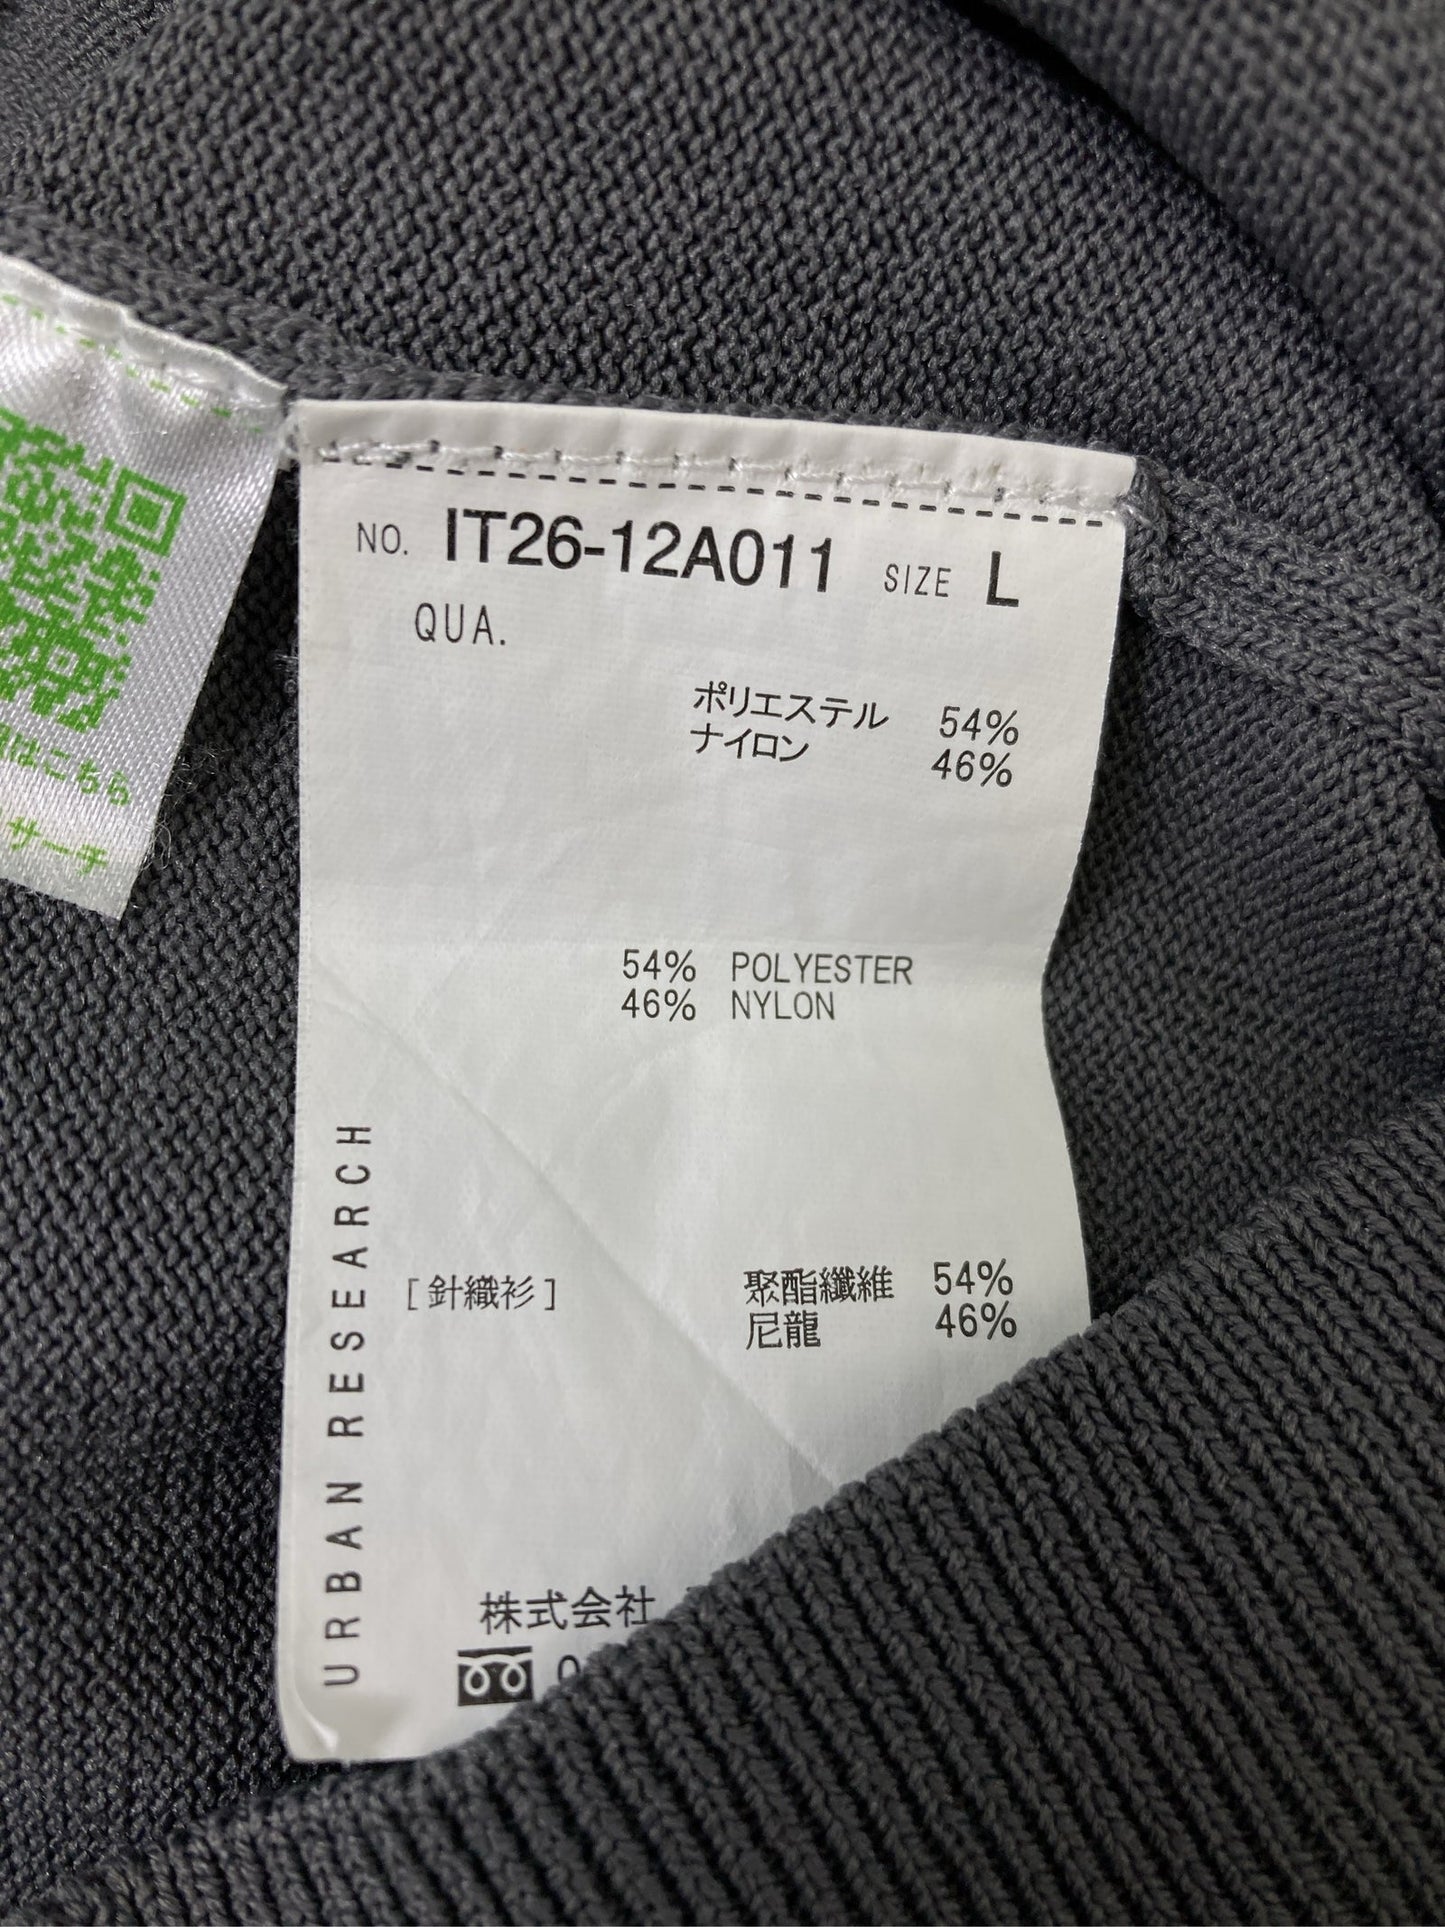 NO. IT26-12A011 SIZE L
QUA.
ポリエステル 54%
ナイロン 46%
54% POLYESTER
46% NYLON
[針織衫] 聚酯纖維 54%
尼龍 46%
URBAN RESEARCH
株式会社
はこちら
サーチ